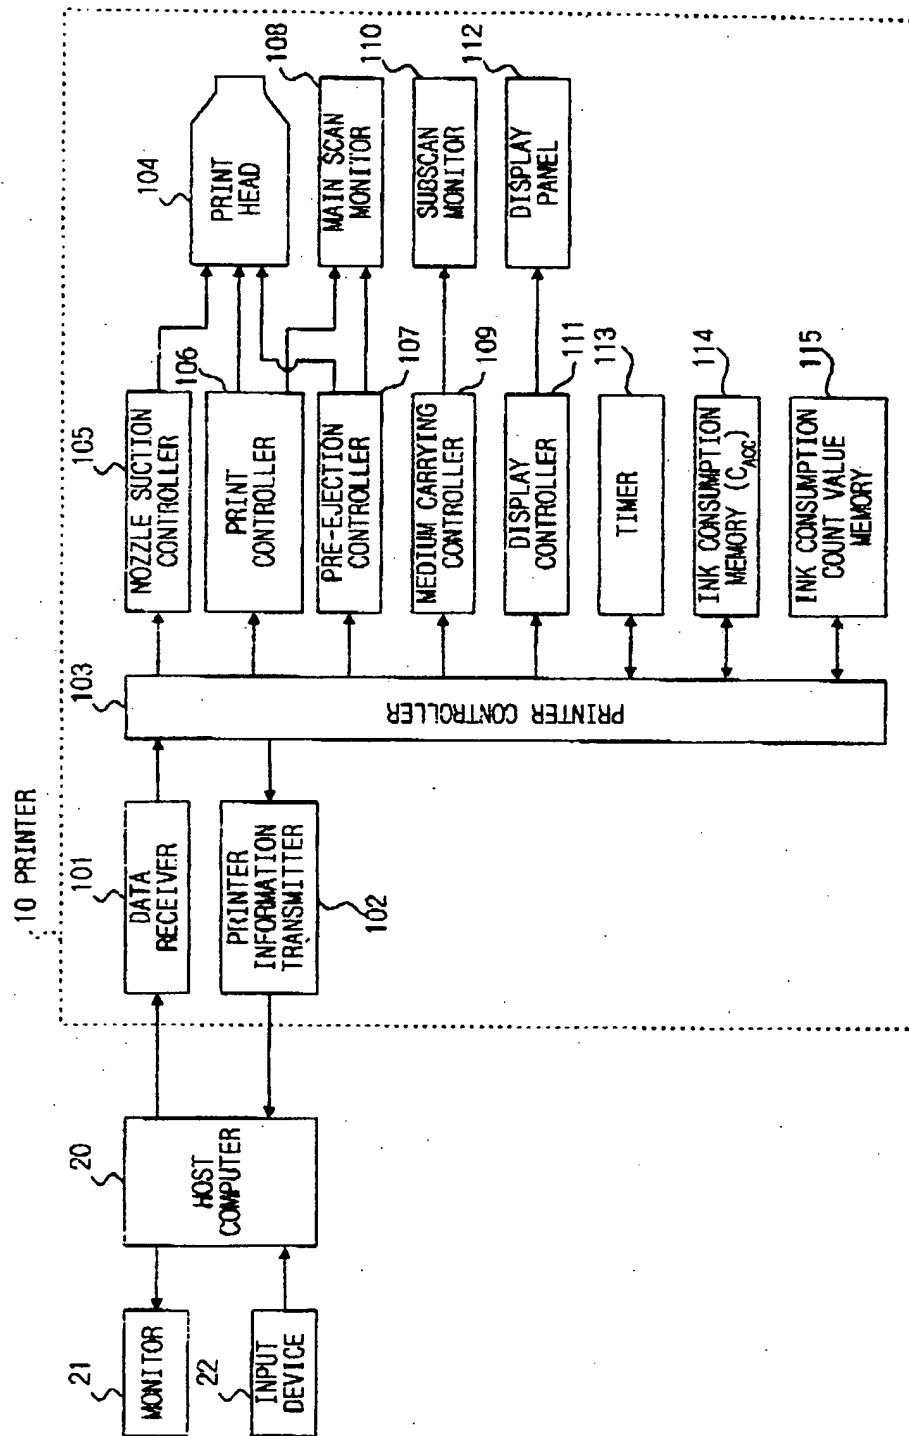 10 PRINTER
21
MONITOR
22
INPUT
DEVICE
20
HOST
COMPUTER
101
DATA
RECEIVER
PRINTER
INFORMATION
TRANSMITTER
102
103
PRINTER CONTROLLER
105
NOZZLE SUCTION
CONTROLLER
106
PRINT
CONTROLLER
PRE-EJECTION
CONTROLLER
107
MEDIUM CARRYING
CONTROLLER
109
DISPLAY
CONTROLLER
111
TIMER
113
INK CONSUMPTION
MEMORY (CACC)
114
INK CONSUMPTION
COUNT VALUE
MEMORY
115
104
PRINT
HEAD
MAIN SCAN
MONITOR
108
SUBSCAN
MONITOR
110
DISPLAY
PANEL
112